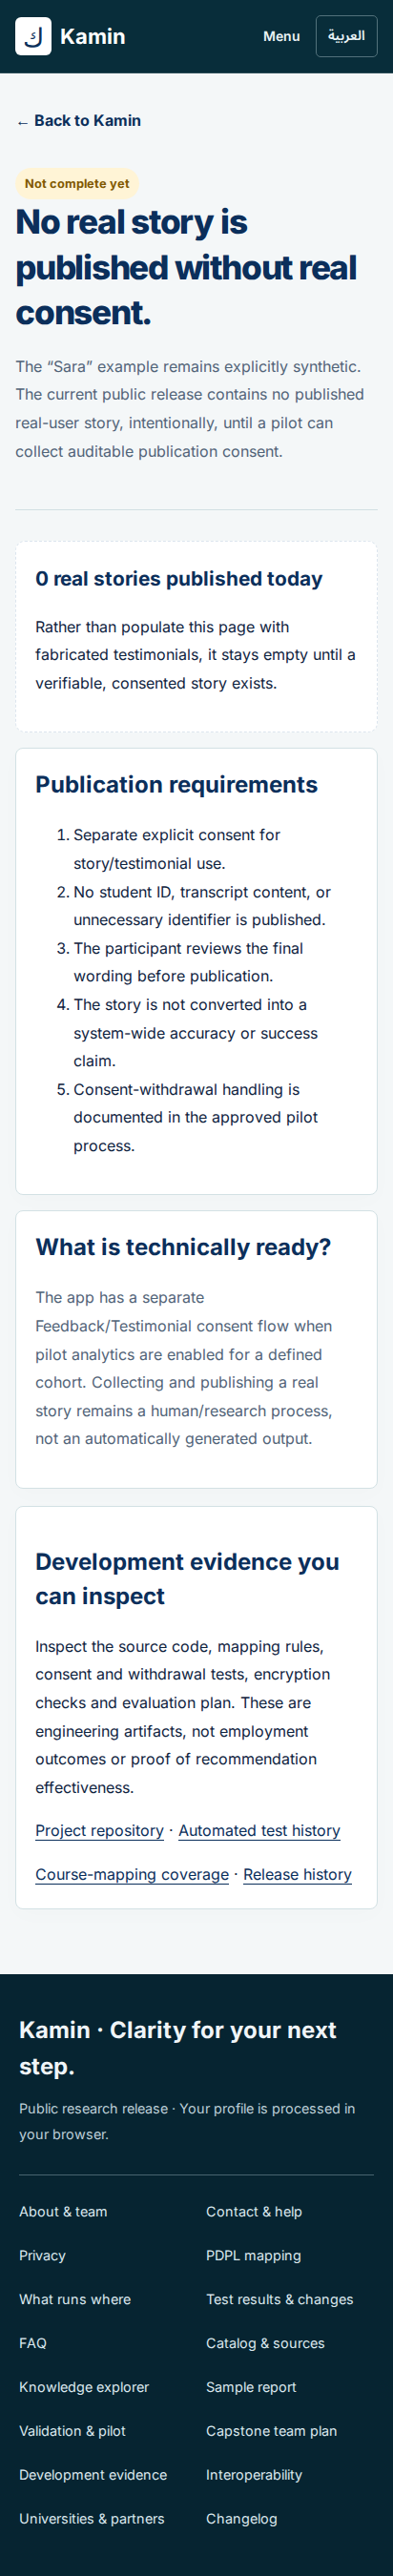 ك Kamin
Menu
العربية
← Back to Kamin
Not complete yet
No real story is
published without real
consent.
The “Sara” example remains explicitly synthetic.
The current public release contains no published
real-user story, intentionally, until a pilot can
collect auditable publication consent.
0 real stories published today
Rather than populate this page with
fabricated testimonials, it stays empty until a
verifiable, consented story exists.
Publication requirements
1. Separate explicit consent for
story/testimonial use.
2. No student ID, transcript content, or
unnecessary identifier is published.
3. The participant reviews the final
wording before publication.
4. The story is not converted into a
system-wide accuracy or success
claim.
5. Consent-withdrawal handling is
documented in the approved pilot
process.
What is technically ready?
The app has a separate
Feedback/Testimonial consent flow when
pilot analytics are enabled for a defined
cohort. Collecting and publishing a real
story remains a human/research process,
not an automatically generated output.
Development evidence you
can inspect
Inspect the source code, mapping rules,
consent and withdrawal tests, encryption
checks and evaluation plan. These are
engineering artifacts, not employment
outcomes or proof of recommendation
effectiveness.
Project repository · Automated test history
Course-mapping coverage · Release history
Kamin · Clarity for your next
step.
Public research release · Your profile is processed in
your browser.
About & team
Contact & help
Privacy
PDPL mapping
What runs where
Test results & changes
FAQ
Catalog & sources
Knowledge explorer
Sample report
Validation & pilot
Capstone team plan
Development evidence
Interoperability
Universities & partners
Changelog